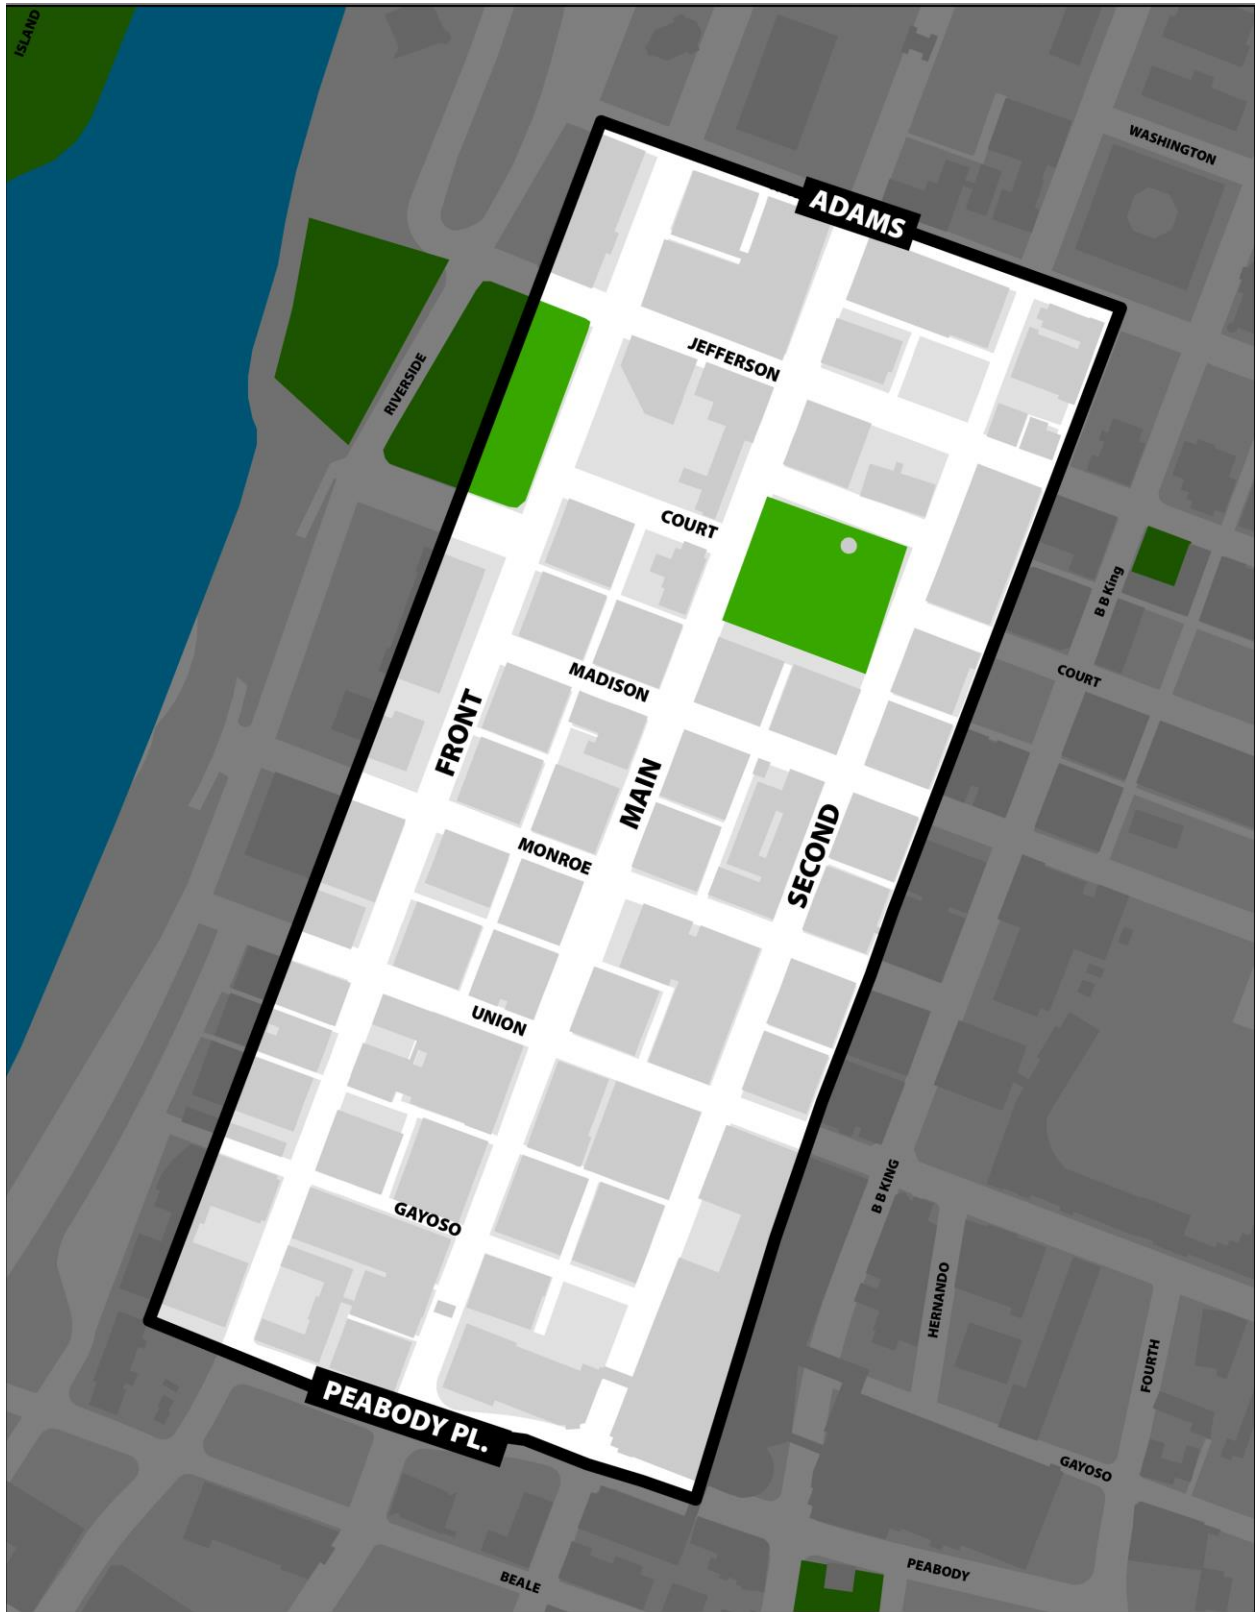 ISLAND
WASHINGTON
ADAMS
JEFFERSON
RIVERSIDE
COURT
B B King
COURT
MADISON
FRONT
MAIN
SECOND
MONROE
UNION
B B KING
GAYOSO
HERNANDO
FOURTH
PEABODY PL.
GAYOSO
PEABODY
BEALE